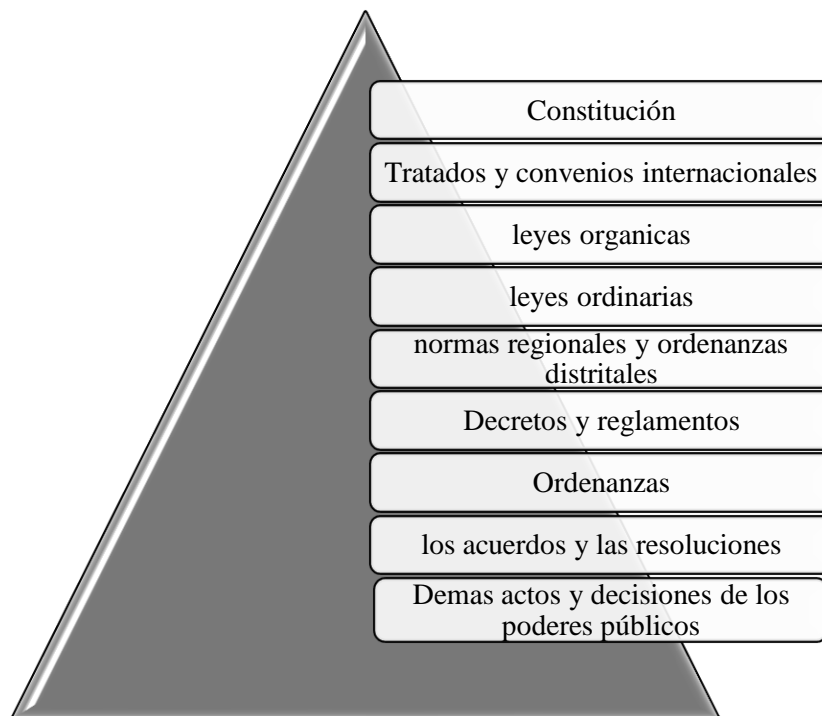 Constitución
Tratados y convenios internacionales
leyes organicas
leyes ordinarias
normas regionales y ordenanzas
distritales
Decretos y reglamentos
Ordenanzas
los acuerdos y las resoluciones
Demas actos y decisiones de los
poderes públicos